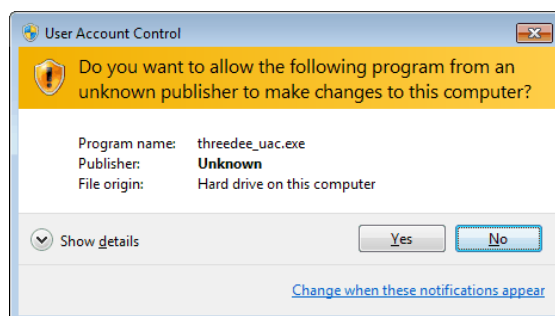 User Account Control
Do you want to allow the following program from an
unknown publisher to make changes to this computer?
Program name: threedee_uac.exe
Publisher: Unknown
File origin: Hard drive on this computer
Show details
Yes No
Change when these notifications appear